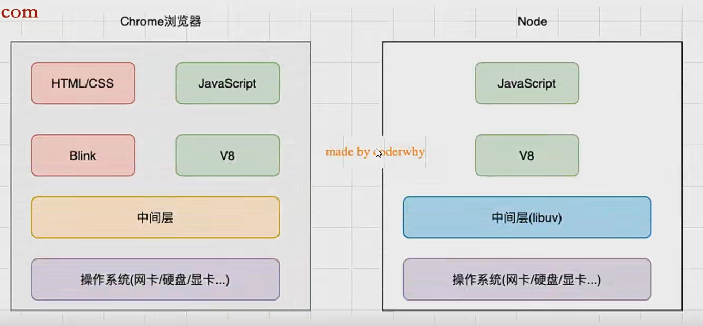 com
Chrome浏览器
Node
HTML/CSS
JavaScript
JavaScript
Blink
V8
made by coderwhy
V8
中间层
中间层(libuv)
操作系统(网卡/硬盘/显卡...)
操作系统(网卡/硬盘/显卡...)